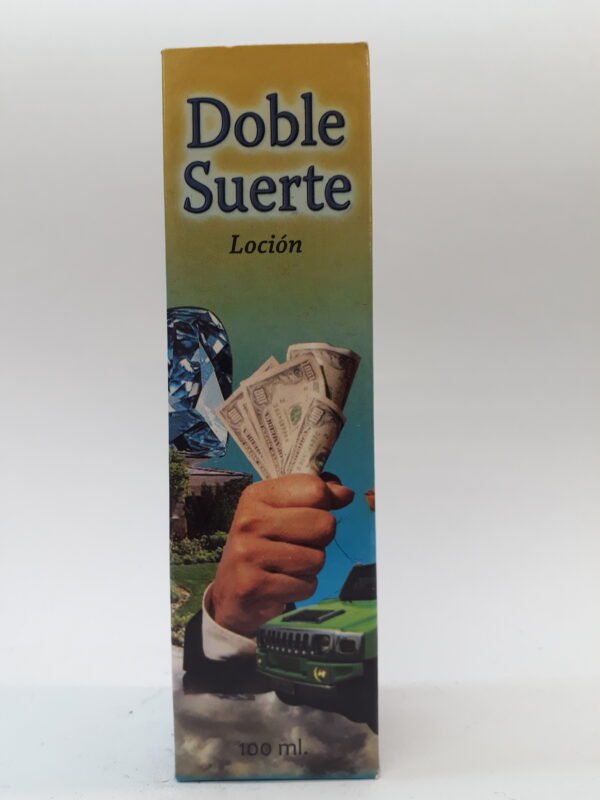 Doble
Suerte
Loción
100 ml.